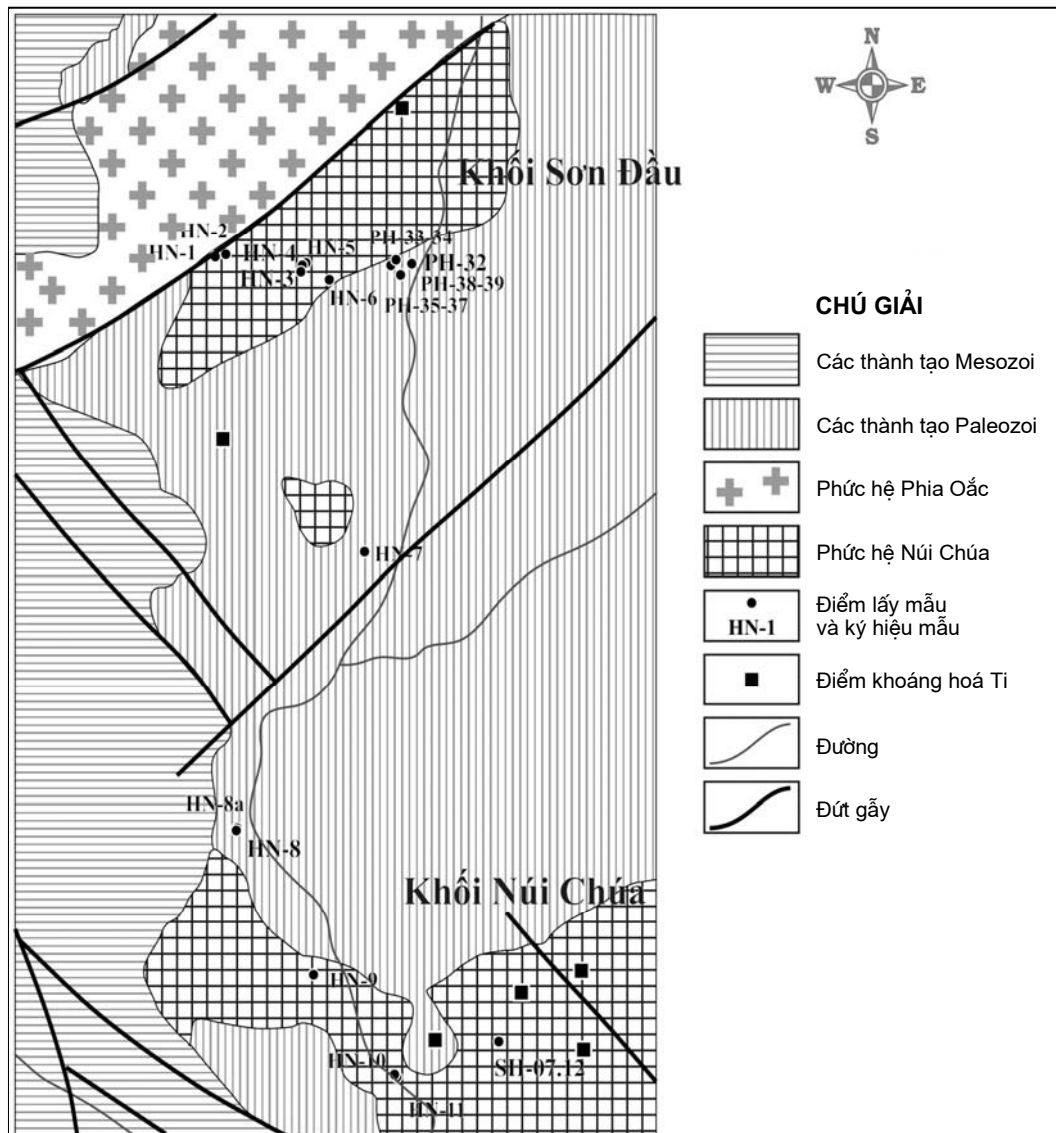 N
W E
S
Khối Sơn Đầu
HN-2
HN-1
HN-4
HN-5
HN-3
HN-6
PH-33-34
PH-32
PH-38-39
PH-35-37
HN-7
HN-8a
HN-8
Khối Núi Chúa
HN-9
HN-10
HN-11
SH-07.12
CHÚ GIẢI
Các thành tạo Mesozoi
Các thành tạo Paleozoi
Phức hệ Phia Oắc
Phức hệ Núi Chúa
HN-1
Điểm lấy mẫu
và ký hiệu mẫu
Điểm khoáng hoá Ti
Đường
Đứt gẫy